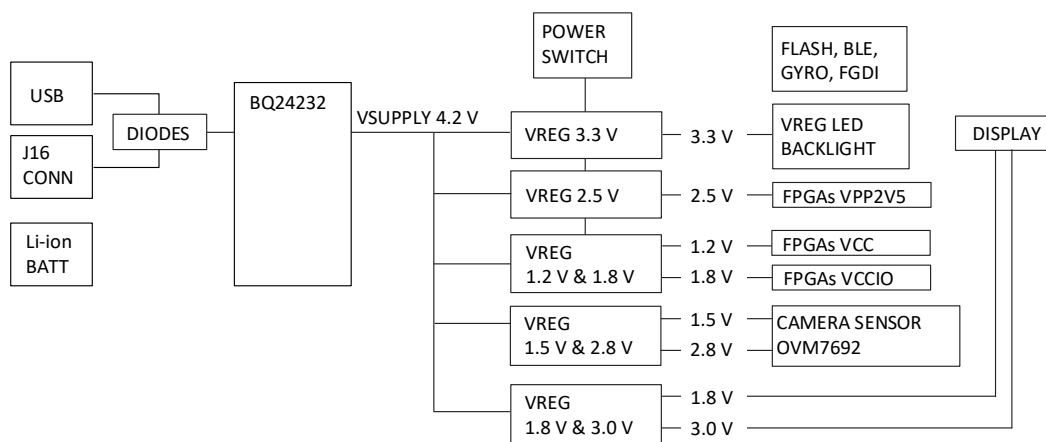 POWER
SWITCH
FLASH, BLE,
GYRO, FGDI
USB
BQ24232
VSUPPLY 4.2 V
DIODES
VREG 3.3 V
3.3 V
VREG LED
BACKLIGHT
DISPLAY
J16
CONN
VREG 2.5 V
2.5 V
FPGAs VPP2V5
Li-ion
BATT
VREG
1.2 V & 1.8 V
1.2 V
FPGAs VCC
1.8 V
FPGAs VCCIO
VREG
1.5 V & 2.8 V
1.5 V
2.8 V
CAMERA SENSOR
OVM7692
VREG
1.8 V & 3.0 V
1.8 V
3.0 V